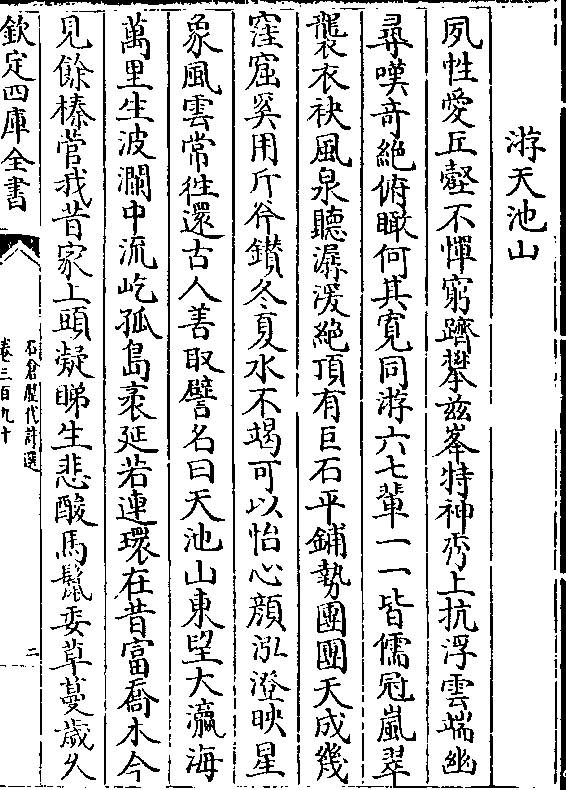 游天池山
夙性愛丘壑不憚窮躋攀兹峯特神秀上抗浮雲端幽
尋嘆奇絶俯瞰何其寛同游六七輩一一皆儒冠嵐翠
襲衣袂風泉聽潺湲絶頂有巨石平鋪勢團團天成幾
窪窟奚用斤斧鑚冬夏水不竭可以怡心顔泓澄映星
象風雲常徃還古人善取譬名曰天池山東望大瀛海
萬里生波瀾中流屹孤島袤延若連環在昔富喬木今
見餘榛菅我昔家上頭凝睇生悲酸馬鬛委草蔓歲久
欽定四庫全書
石倉歷代詩選
卷三百九十
二